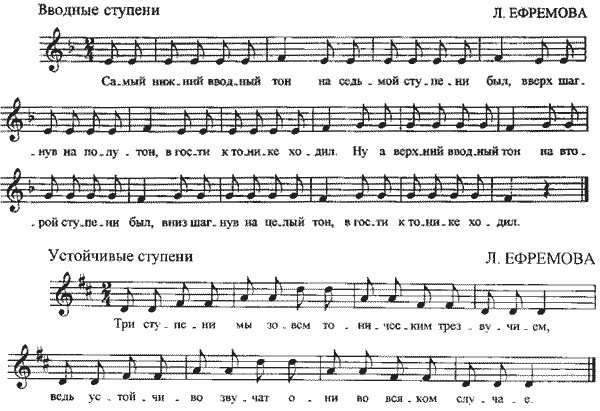 Вводные ступени
Л. ЕФРЕМОВА
Са-мый ниж-ний ввод-ный тон на седь-мой сту-пе-ни был, вверх шаг-
нув на по-лу-тон, в гос-ти к то-ни-ке хо-дил. Ну а верх-ний ввод-ный тон на вто-
рой сту-пе-ни был, вниз шаг-нув на це-лый тон, в гос-ти к то-ни-ке хо-дил.
Устойчивые ступени
Л. ЕФРЕМОВА
Три сту-пе-ни мы зо-вем то-ни-чес-ким трез-ву-чи-ем,
ведь ус-той-чи-во зву-чат о-ни во вся-ком слу-ча-е.